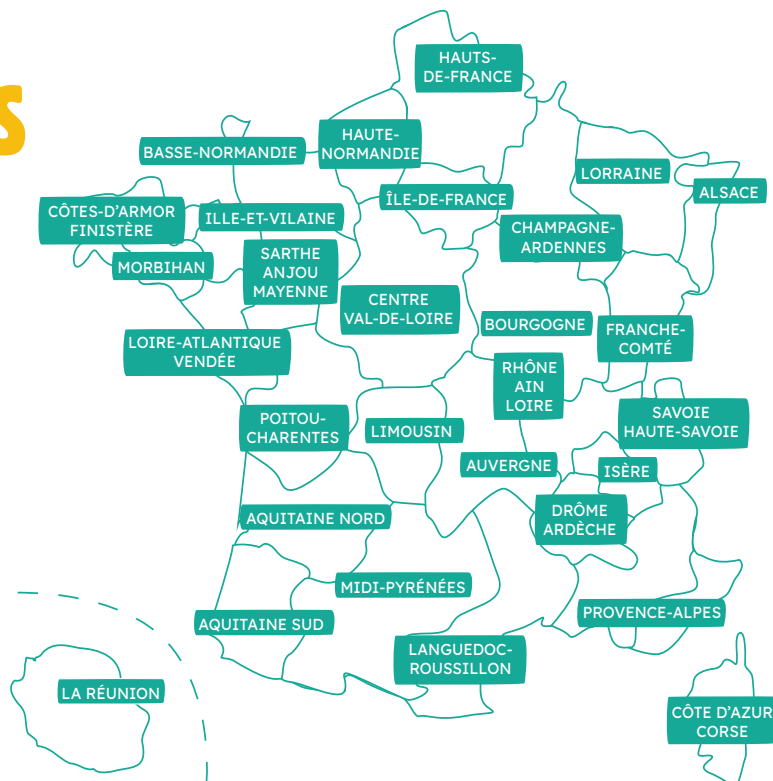 S
HAUTS-
DE-FRANCE
HAUTE-
NORMANDIE
BASSE-NORMANDIE
LORRAINE
ALSACE
ÎLE-DE-FRANCE
CÔTES-D'ARMOR
FINISTÈRE
ILLE-ET-VILAINE
CHAMPAGNE-
ARDENNES
MORBIHAN
SARTHE
ANJOU
MAYENNE
CENTRE
VAL-DE-LOIRE
BOURGOGNE
FRANCHE-
COMTÉ
LOIRE-ATLANTIQUE
VENDÉE
RHÔNE
AIN
LOIRE
POITOU-
CHARENTES
LIMOUSIN
SAVOIE
HAUTE-SAVOIE
AUVERGNE
ISÈRE
AQUITAINE NORD
DRÔME
ARDÈCHE
MIDI-PYRÉNÉES
AQUITAINE SUD
PROVENCE-ALPES
LANGUEDOC-
ROUSSILLON
LA RÉUNION
CÔTE D'AZUR
CORSE